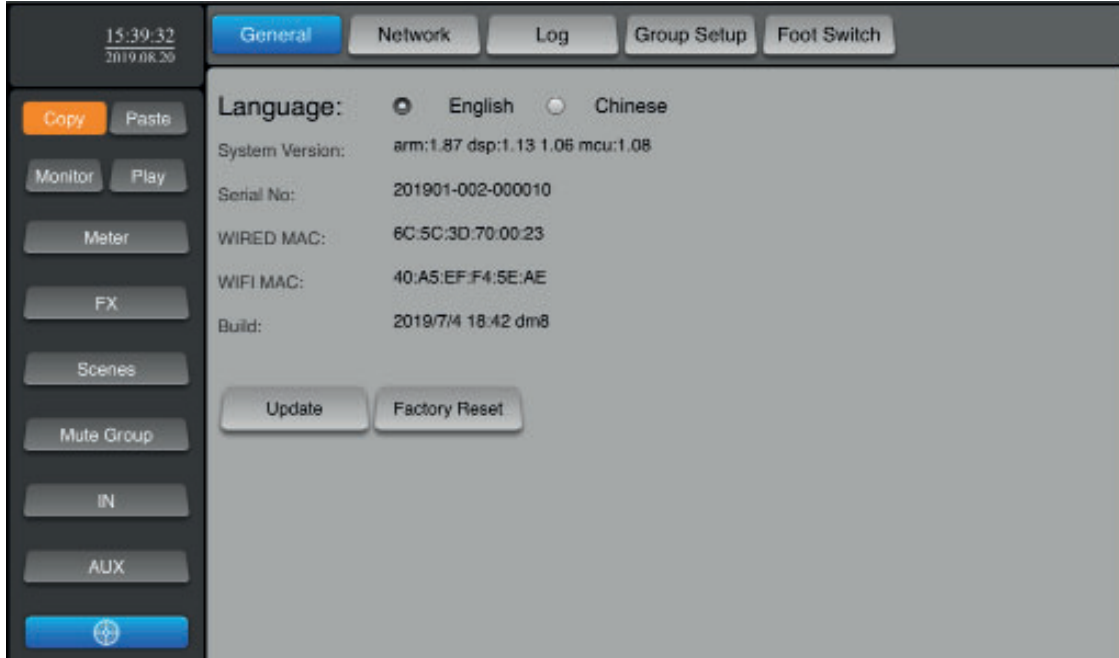 15:39:32
2019.08.20
General Network Log Group Setup Foot Switch
Copy Paste
Monitor Play
Meter
FX
Scenes
Mute Group
IN
AUX
Language: English Chinese
System Version: arm:1.87 dsp:1.13 1.06 mcu:1.08
Serial No: 201901-002-000010
WIRED MAC: 6C:5C:3D:70:00:23
WIFI MAC: 40:A5:EF:F4:5E:AE
Build: 2019/7/4 18:42 dm8
Update Factory Reset